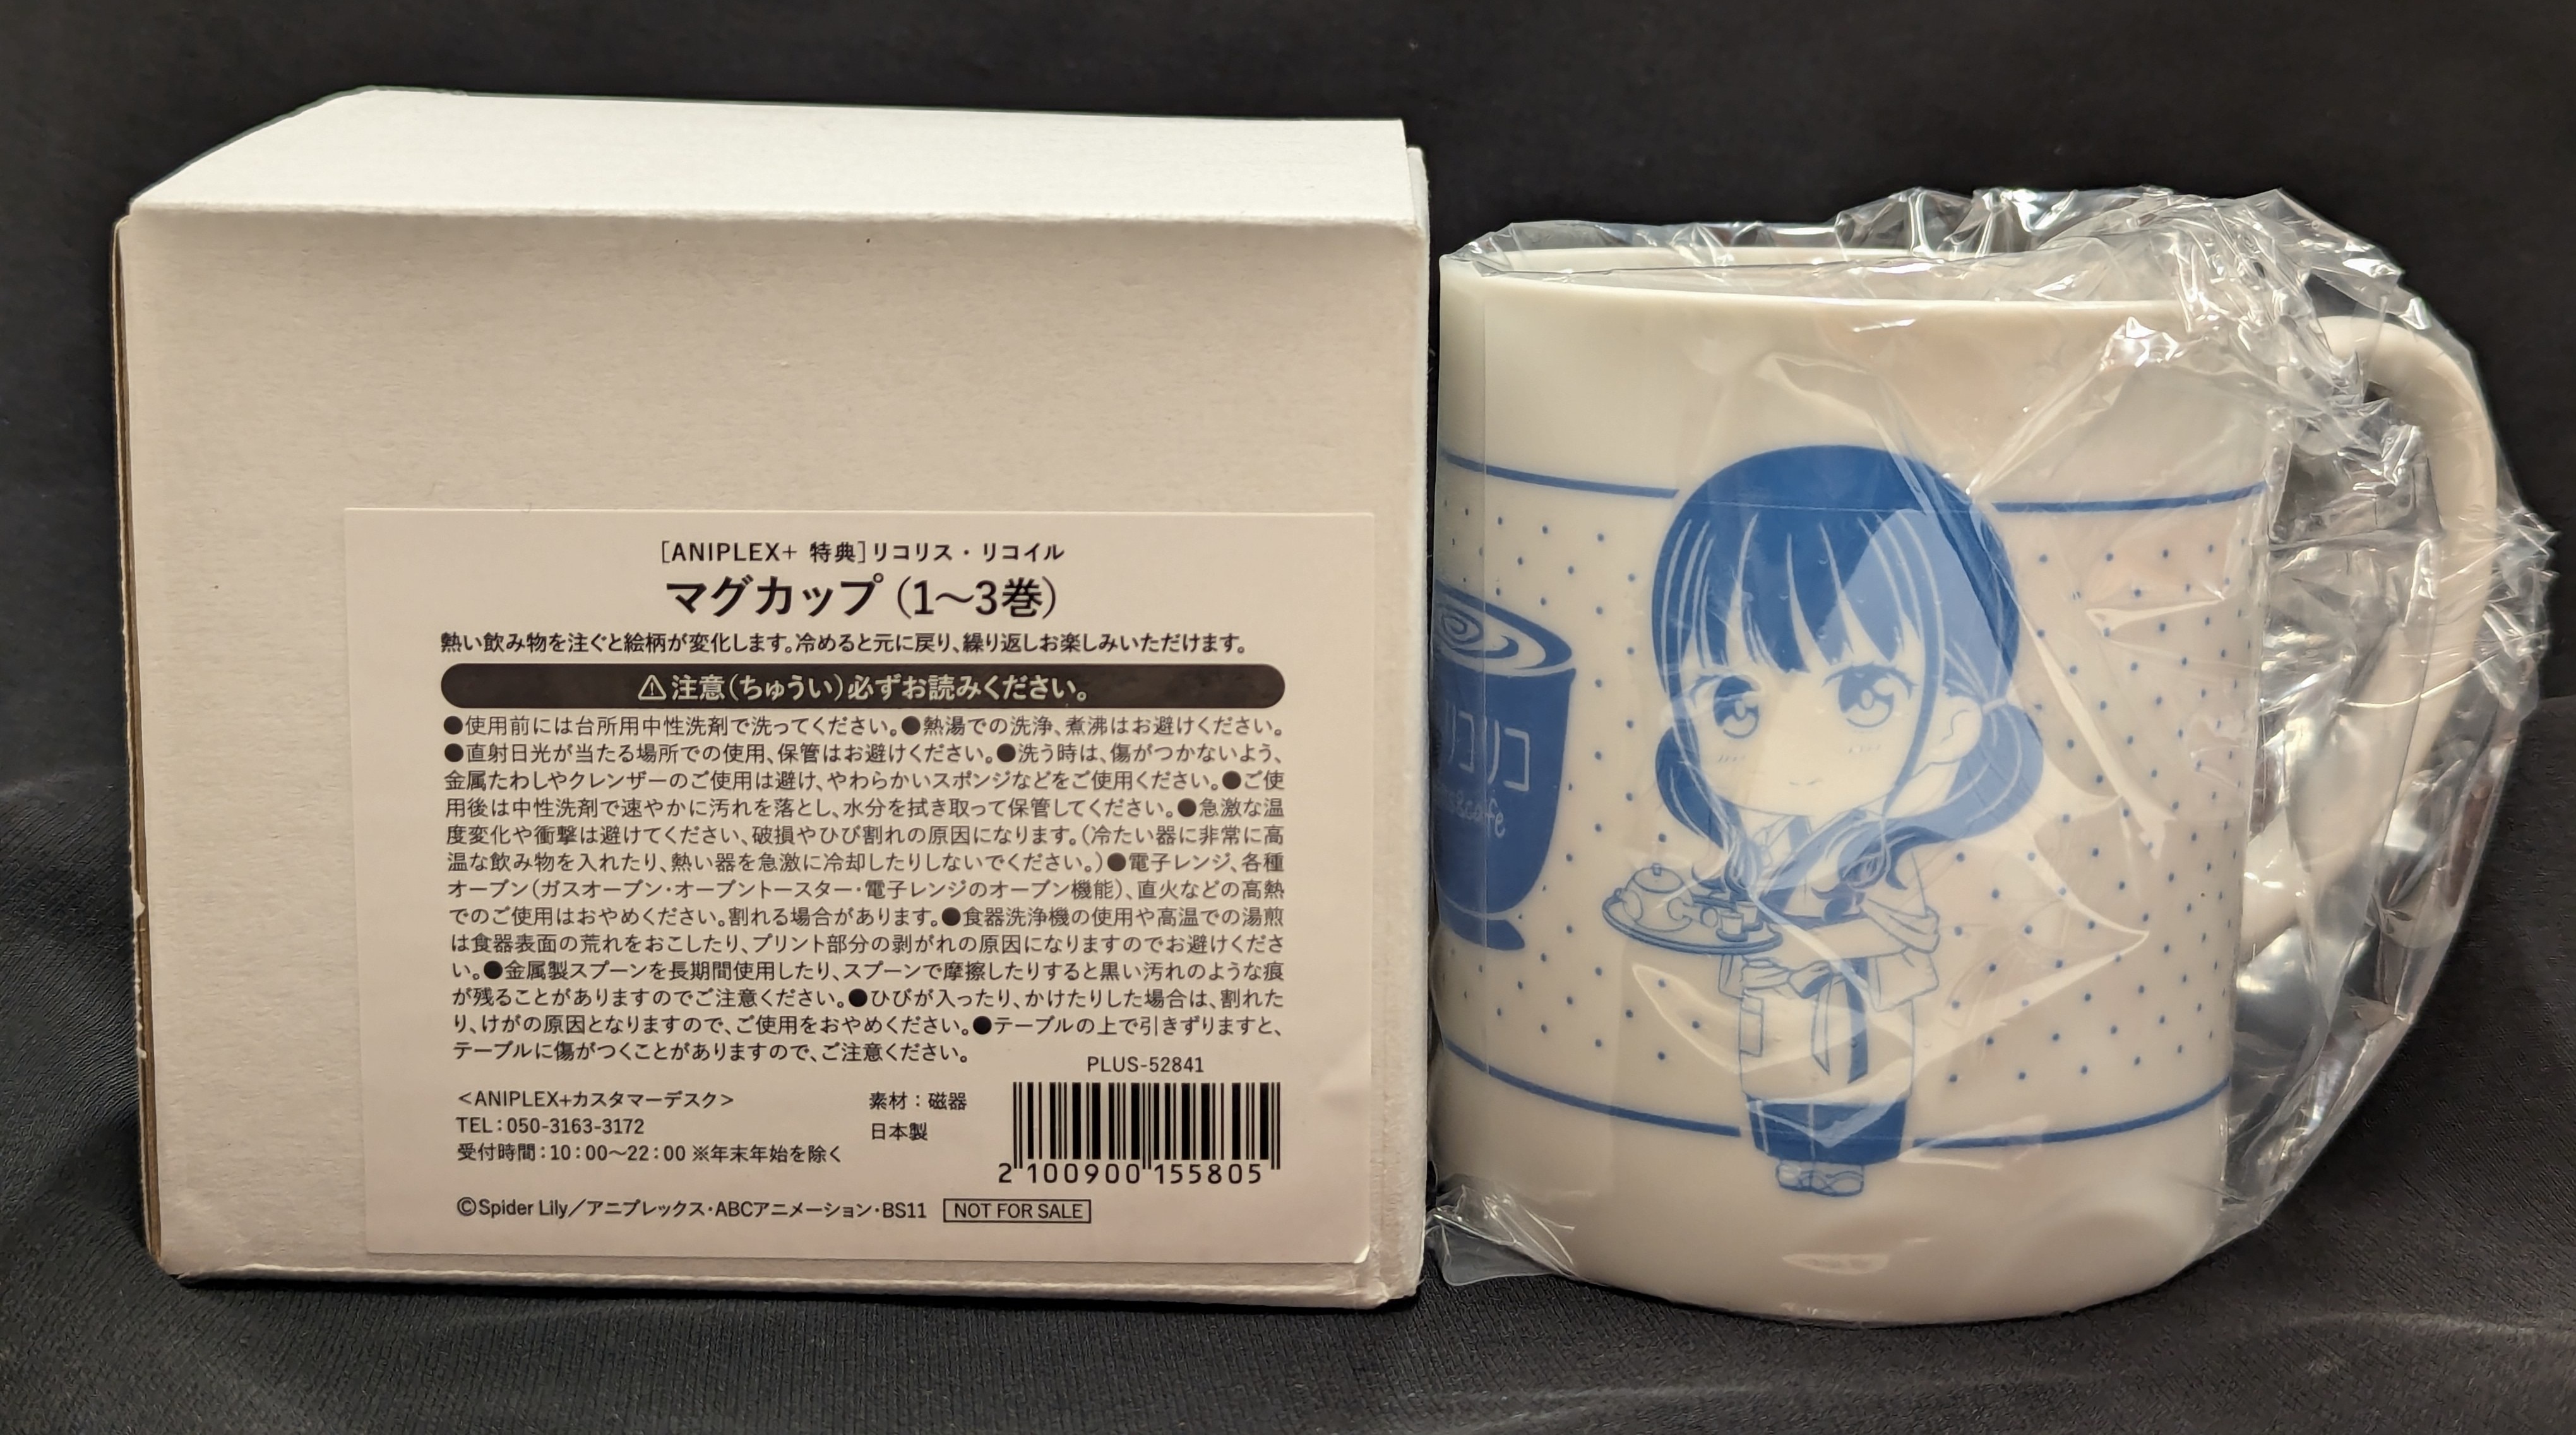 ［ANIPLEX+ 特典］リコリス・リコイル
マグカップ（1～3巻）
熱い飲み物を注ぐと絵柄が変化します。冷めると元に戻り、繰り返しお楽しみいただけます。
⚠注意（ちゅうい）必ずお読みください。
●使用前には台所用中性洗剤で洗ってください。●熱湯での洗浄、煮沸はお避けください。
●直射日光が当たる場所での使用、保管はお避けください。●洗う時は、傷がつかないよう、
金属たわしやクレンザーのご使用は避け、やわらかいスポンジなどをご使用ください。●ご使
用後は中性洗剤で速やかに汚れを落とし、水分を拭き取って保管してください。●急激な温
度変化や衝撃は避けてください、破損やひび割れの原因になります。（冷たい器に非常に高
温な飲み物を入れたり、熱い器を急激に冷却したりしないでください。）●電子レンジ、各種
オーブン（ガスオーブン・オーブントースター・電子レンジのオーブン機能）、直火などの高熱
でのご使用はおやめください。割れる場合があります。●食器洗浄機の使用や高温での湯煎
は食器表面の荒れをおこしたり、プリント部分の剥がれの原因になりますのでお避けくださ
い。●金属製スプーンを長期間使用したり、スプーンで摩擦したりすると黒い汚れのような痕
が残ることがありますのでご注意ください。●ひびが入ったり、かけたりした場合は、割れた
り、けがの原因となりますので、ご使用をおやめください。●テーブルの上で引きずりますと、
テーブルに傷がつくことがありますので、ご注意ください。
PLUS-52841
＜ANIPLEX+カスタマーデスク＞
TEL：050-3163-3172
受付時間：10：00～22：00 ※年末年始を除く
素材：磁器
日本製
2 100900 155805
©Spider Lily／アニプレックス・ABCアニメーション・BS11
NOT FOR SALE
リコリコ